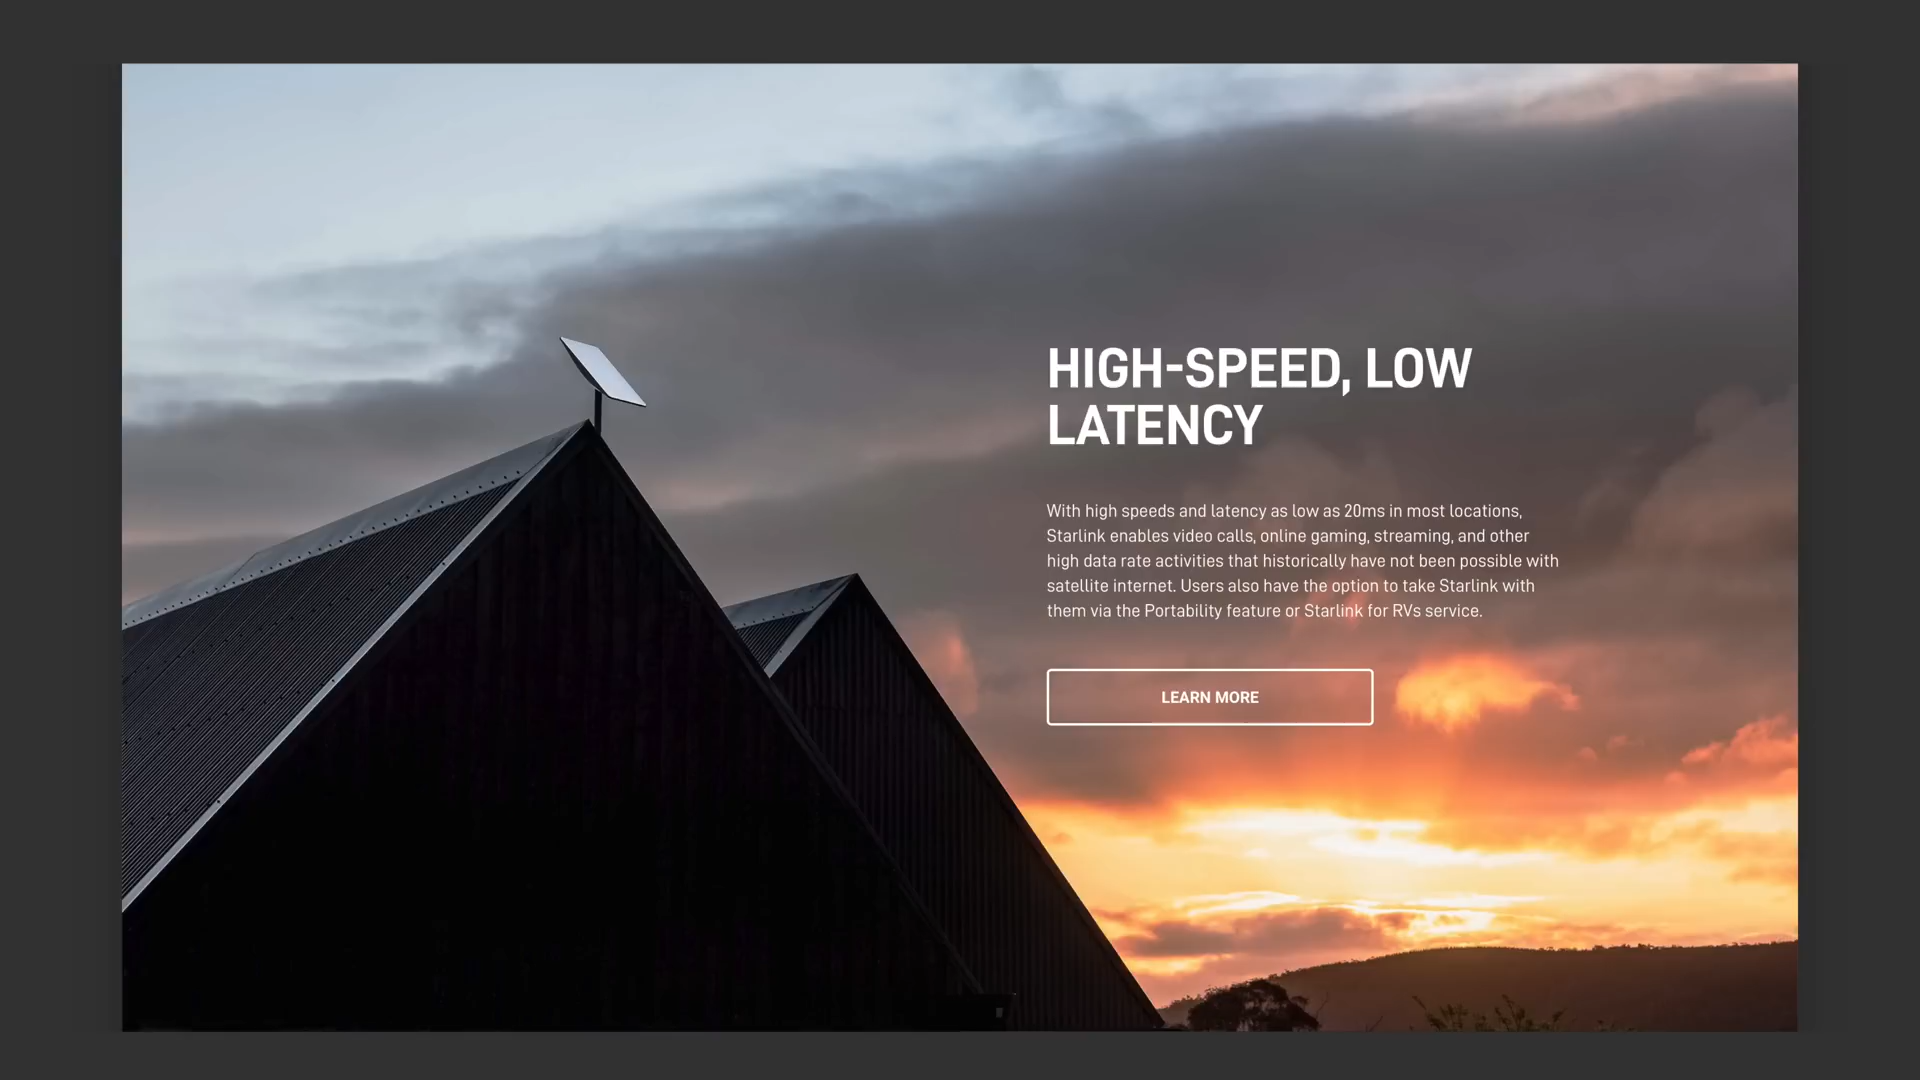 HIGH-SPEED, LOW
LATENCY
With high speeds and latency as low as 20ms in most locations,
Starlink enables video calls, online gaming, streaming, and other
high data rate activities that historically have not been possible with
satellite internet. Users also have the option to take Starlink with
them via the Portability feature or Starlink for RVs service.
LEARN MORE